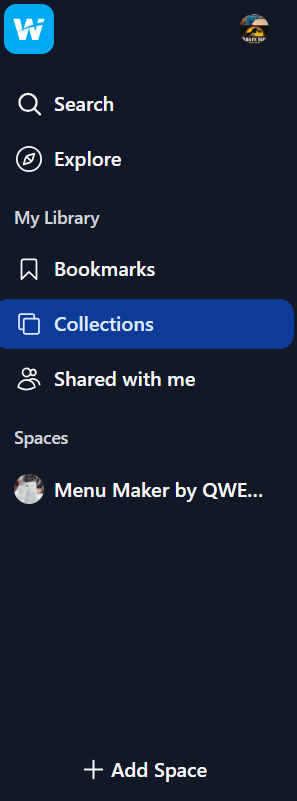 W
Search
Explore
My Library
Bookmarks
Collections
Shared with me
Spaces
Menu Maker by QWE...
Add Space